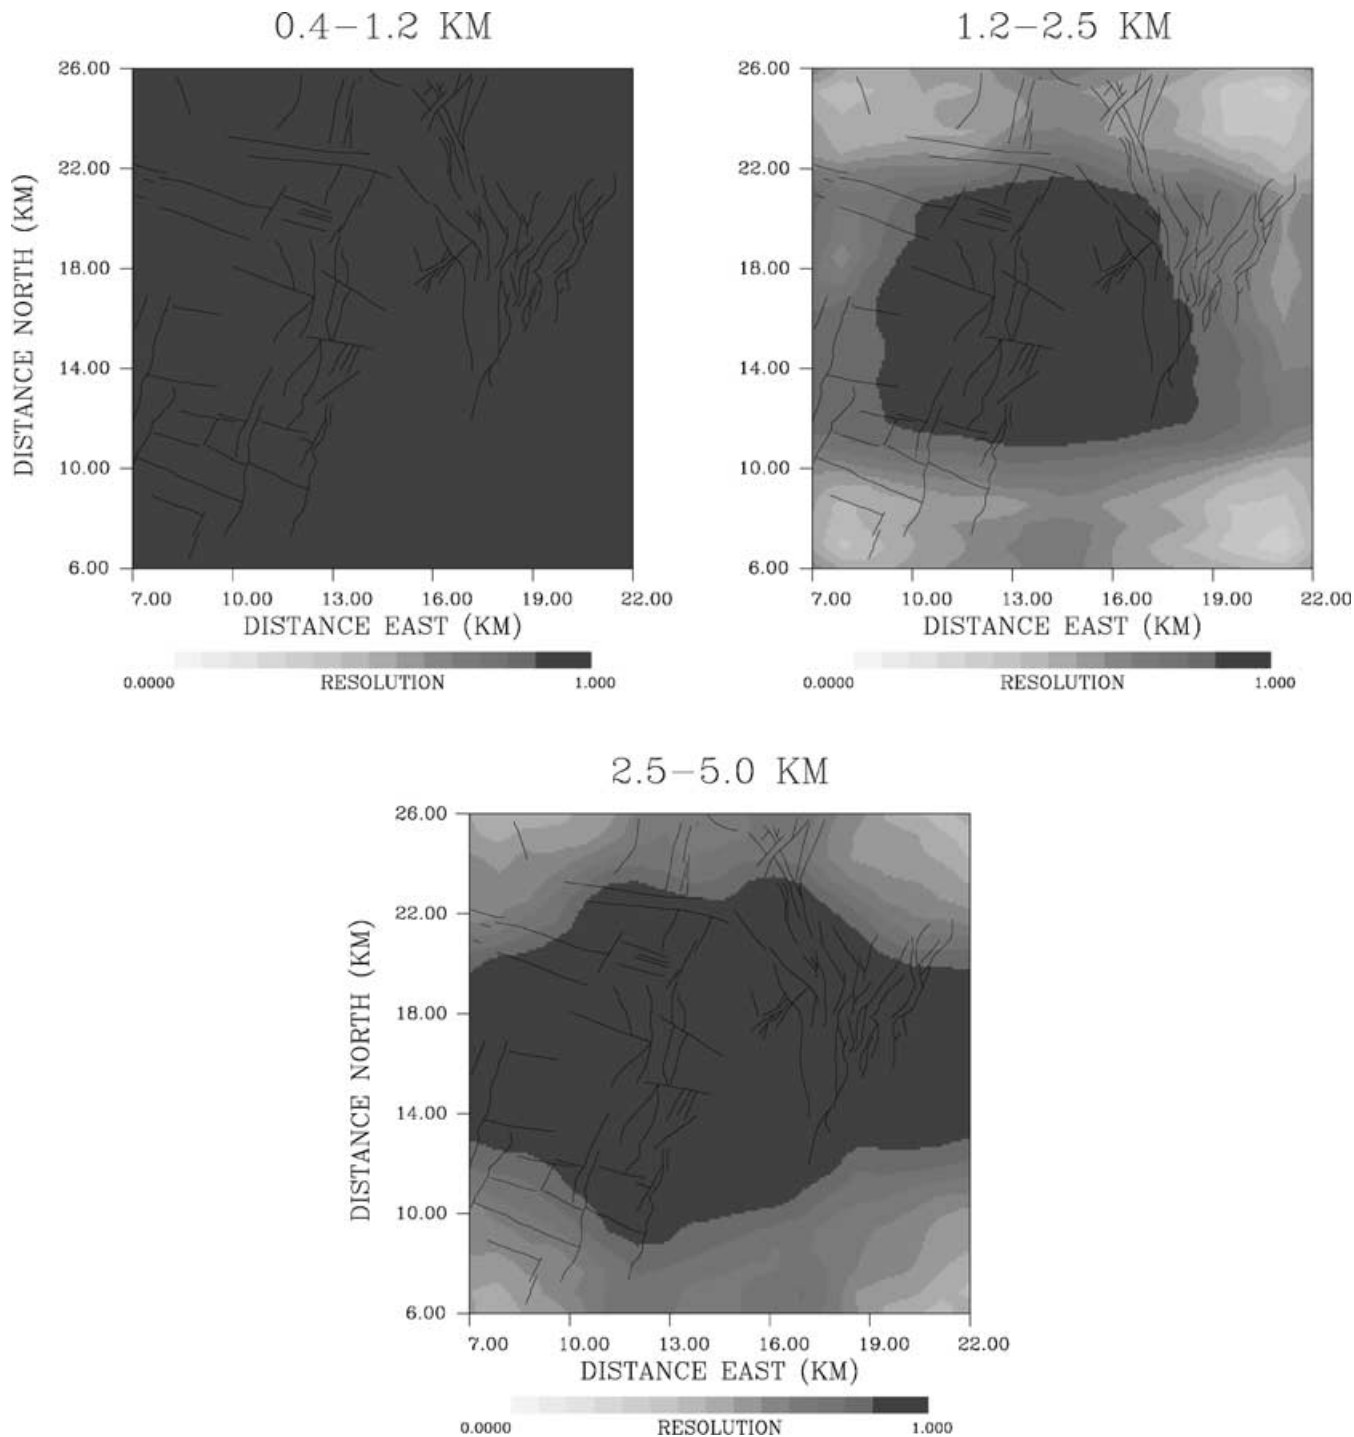 0.4–1.2 KM
26.00
22.00
18.00
14.00
10.00
6.00
DISTANCE NORTH (KM)
7.00 10.00 13.00 16.00 19.00 22.00
DISTANCE EAST (KM)
0.0000 RESOLUTION 1.000
1.2–2.5 KM
26.00
22.00
18.00
14.00
10.00
6.00
DISTANCE NORTH (KM)
7.00 10.00 13.00 16.00 19.00 22.00
DISTANCE EAST (KM)
0.0000 RESOLUTION 1.000
2.5–5.0 KM
26.00
22.00
18.00
14.00
10.00
6.00
DISTANCE NORTH (KM)
7.00 10.00 13.00 16.00 19.00 22.00
DISTANCE EAST (KM)
0.0000 RESOLUTION 1.000